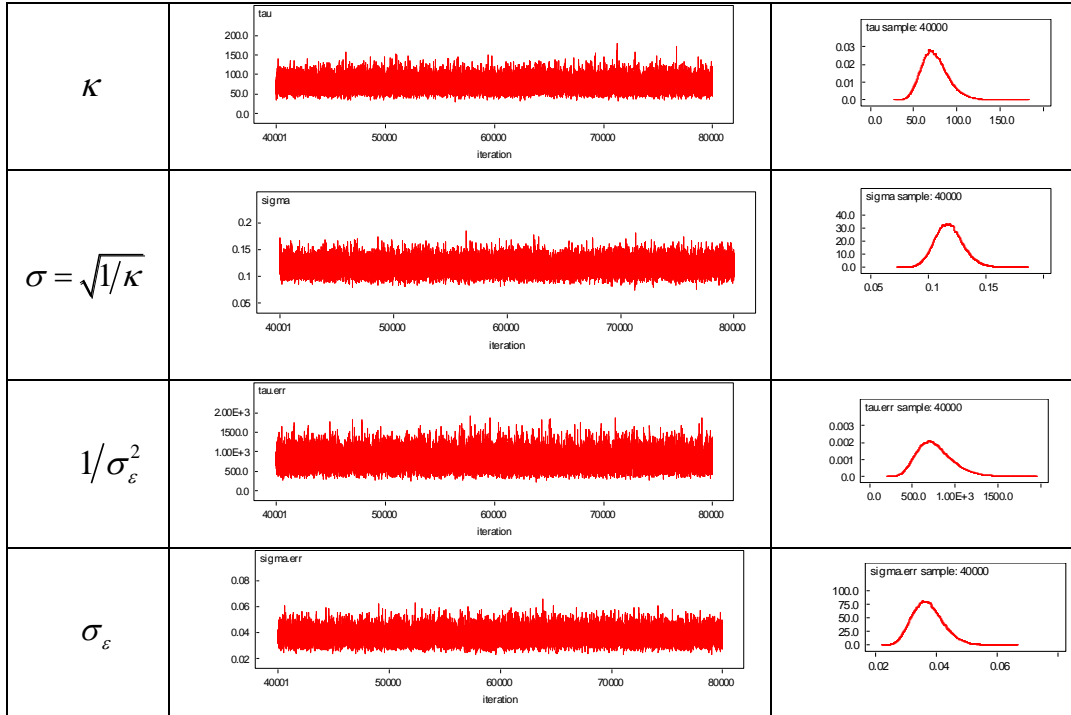 κ
tau
200.0
150.0
100.0
50.0
0.0
40001 50000 60000 70000 80000
iteration
tau sample: 40000
0.03
0.02
0.01
0.0
0.0 50.0 100.0 150.0
σ = √1/κ
sigma
0.2
0.15
0.1
0.05
40001 50000 60000 70000 80000
iteration
sigma sample: 40000
40.0
30.0
20.0
10.0
0.0
0.05 0.1 0.15
1/σ²ε
tau.err
2.00E+3
1500.0
1.00E+3
500.0
0.0
40001 50000 60000 70000 80000
iteration
tau.err sample: 40000
0.003
0.002
0.001
0.0
0.0 500.0 1.00E+3 1500.0
σε
sigma.err
0.08
0.06
0.04
0.02
40001 50000 60000 70000 80000
iteration
sigma.err sample: 40000
100.0
75.0
50.0
25.0
0.0
0.02 0.04 0.06